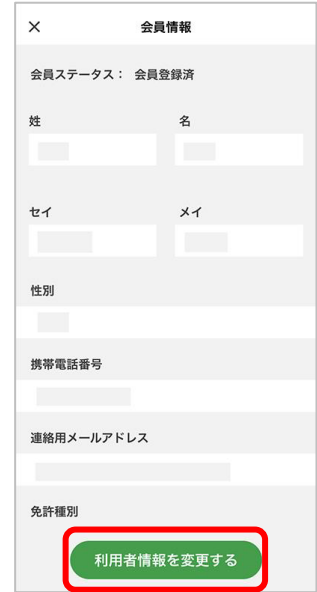 × 会員情報
会員ステータス： 会員登録済
姓 名
セイ メイ
性別
携帯電話番号
連絡用メールアドレス
免許種別
利用者情報を変更する